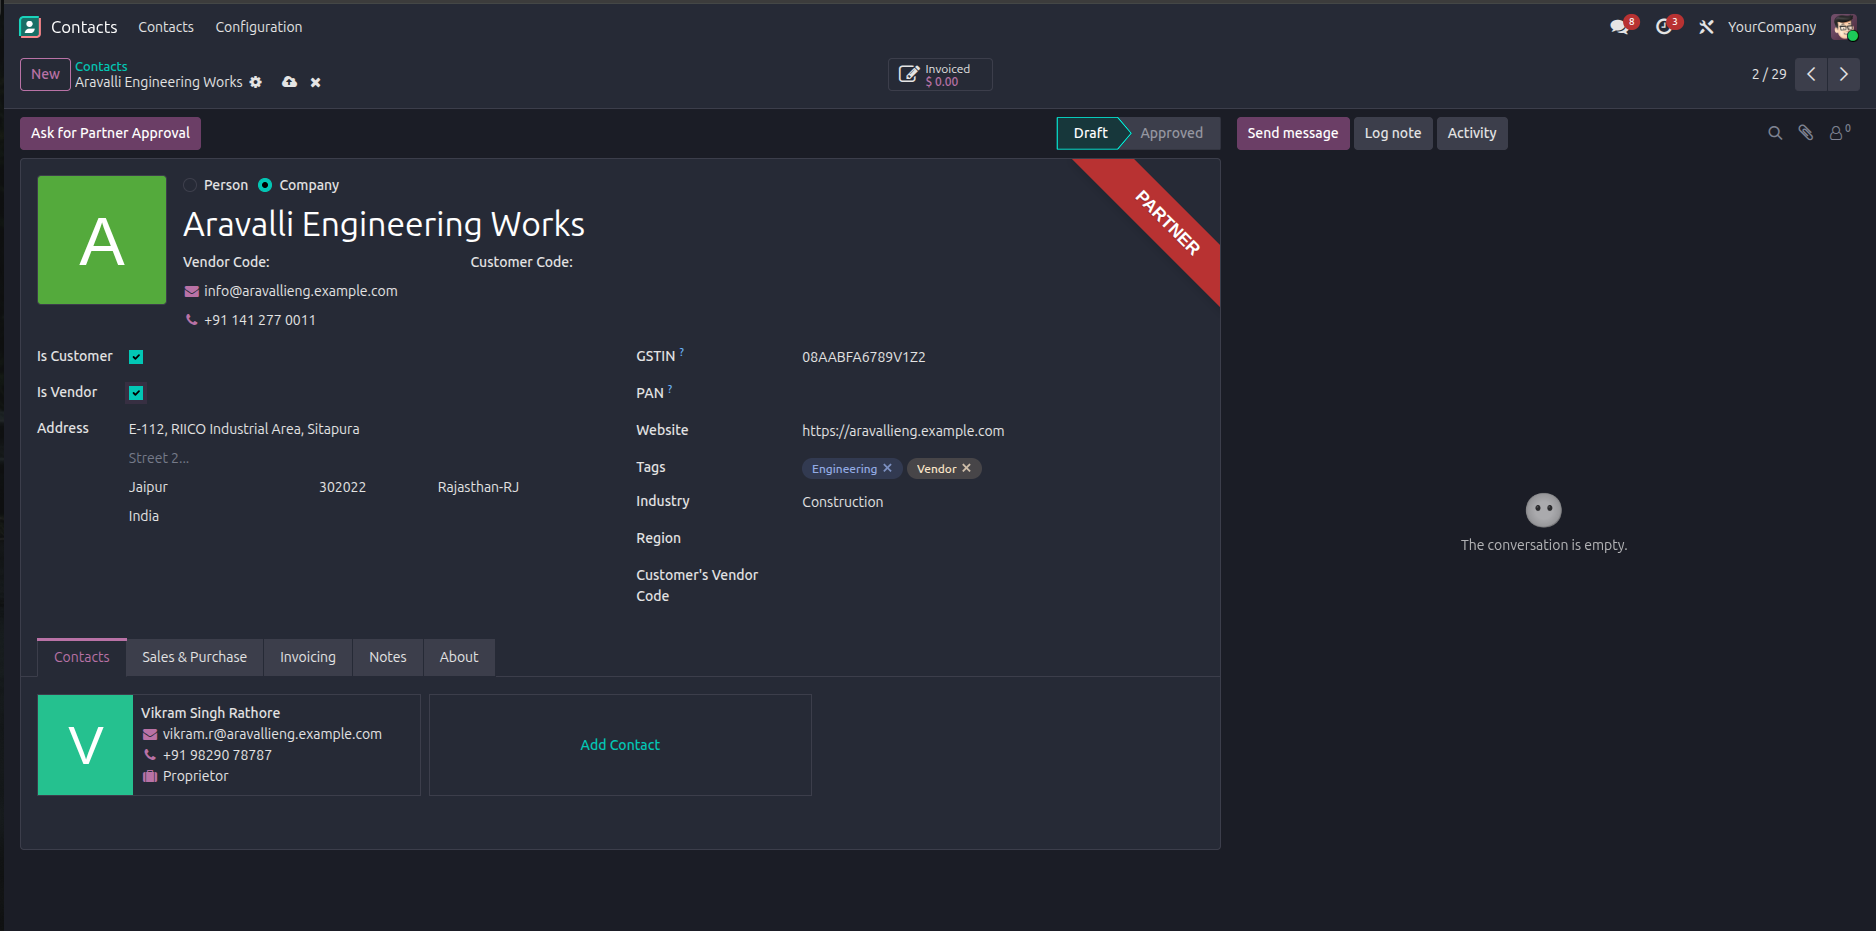 Contacts Contacts Configuration 8 3 YourCompany
New Contacts
Aravalli Engineering Works
Invoiced
$ 0.00
2 / 29
Ask for Partner Approval Draft Approved Send message Log note Activity 0
PARTNER
A
Person Company
Aravalli Engineering Works
Vendor Code: Customer Code:
info@aravallieng.example.com
+91 141 277 0011
Is Customer
Is Vendor
Address E-112, RIICO Industrial Area, Sitapura
Street 2...
Jaipur 302022 Rajasthan-RJ
India
GSTIN ? 08AABFA6789V1Z2
PAN ?
Website https://aravallieng.example.com
Tags Engineering Vendor
Industry Construction
Region
Customer's Vendor
Code
The conversation is empty.
Contacts Sales & Purchase Invoicing Notes About
V
Vikram Singh Rathore
vikram.r@aravallieng.example.com
+91 98290 78787
Proprietor
Add Contact